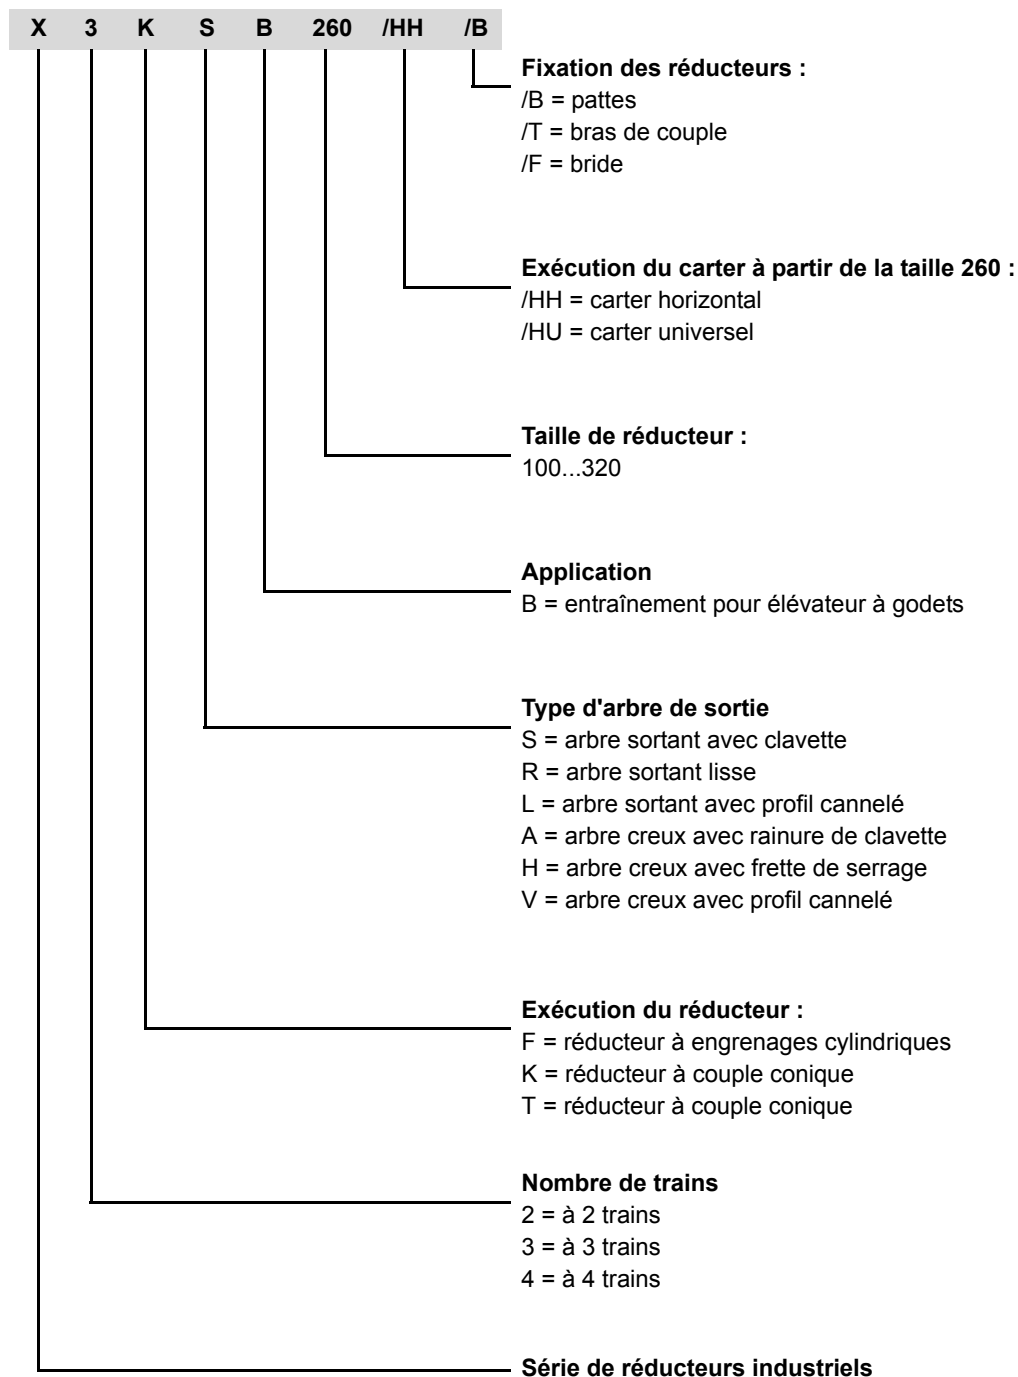 X 3 K S B 260 /HH /B
Fixation des réducteurs :
/B = pattes
/T = bras de couple
/F = bride
Exécution du carter à partir de la taille 260 :
/HH = carter horizontal
/HU = carter universel
Taille de réducteur :
100...320
Application
B = entraînement pour élévateur à godets
Type d'arbre de sortie
S = arbre sortant avec clavette
R = arbre sortant lisse
L = arbre sortant avec profil cannelé
A = arbre creux avec rainure de clavette
H = arbre creux avec frette de serrage
V = arbre creux avec profil cannelé
Exécution du réducteur :
F = réducteur à engrenages cylindriques
K = réducteur à couple conique
T = réducteur à couple conique
Nombre de trains
2 = à 2 trains
3 = à 3 trains
4 = à 4 trains
Série de réducteurs industriels